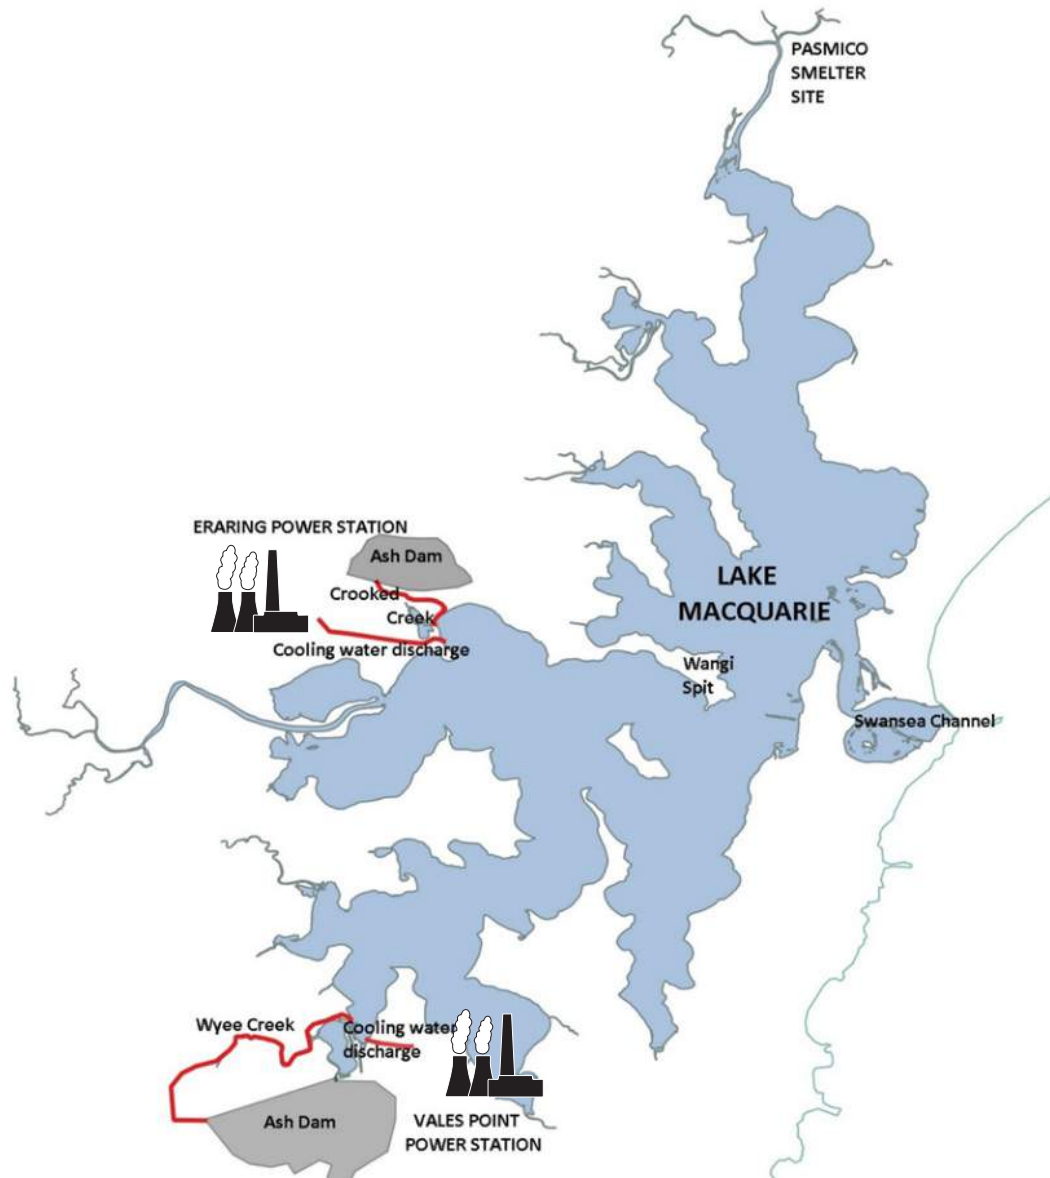 PASMICO
SMELTER
SITE
ERARING POWER STATION
Ash Dam
Crooked
Creek
Cooling water discharge
LAKE
MACQUARIE
Wangi
Spit
Swansea Channel
Wyee Creek
Cooling water
discharge
Ash Dam
VALES POINT
POWER STATION